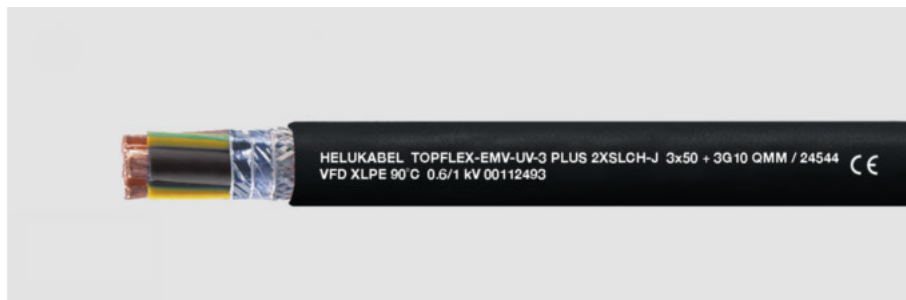 HELUKABEL TOPFLEX-EMV-UV-3 PLUS 2XSLCH-J 3x50 + 3G10 QMM / 24544 CE
VFD XLPE 90°C 0.6/1 kV 00112493